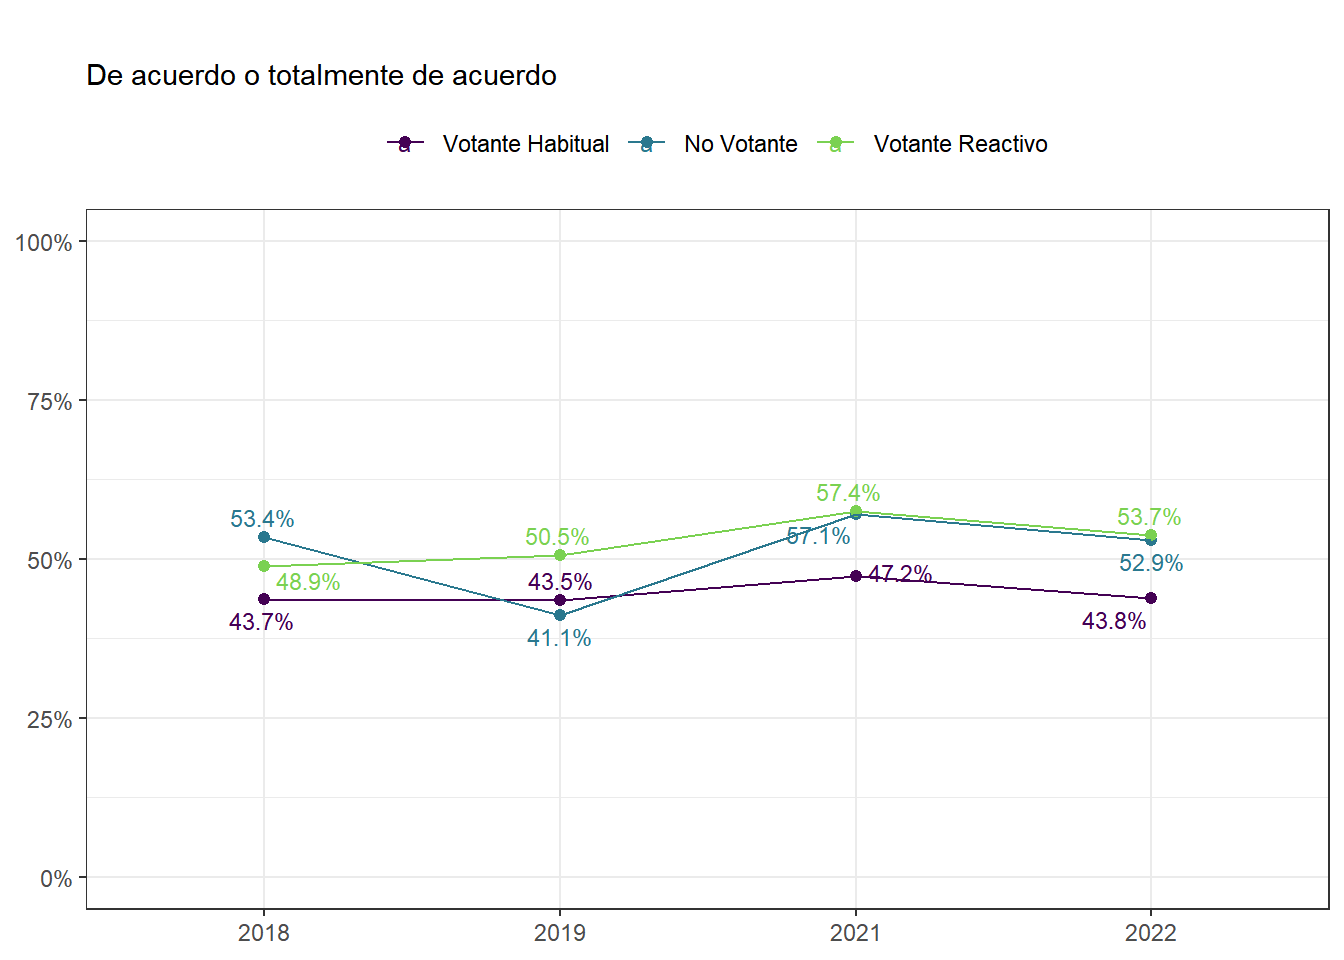 De acuerdo o totalmente de acuerdo
a Votante Habitual a No Votante a Votante Reactivo
100%
75%
57.4%
53.4% 53.7%
50.5% 57.1%
50% 52.9%
48.9% 43.5% 47.2%
43.7% 43.8%
41.1%
25%
0%
2018 2019 2021 2022